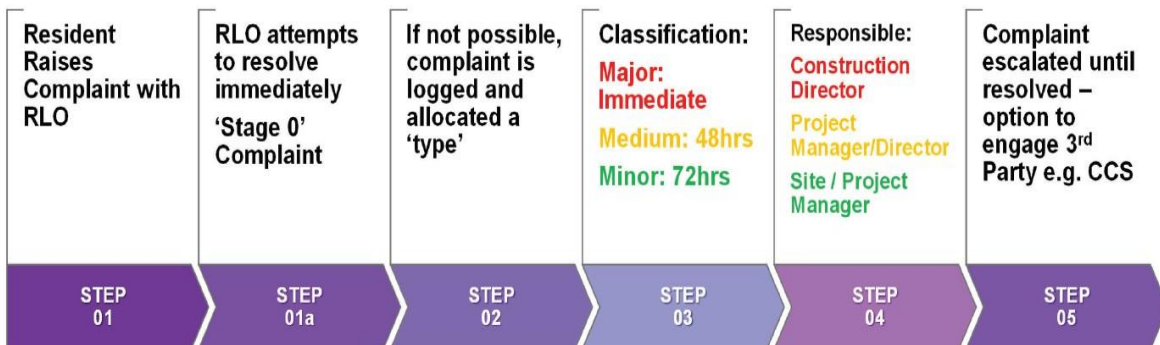 Resident
Raises
Complaint with
RLO
RLO attempts
to resolve
immediately
‘Stage 0’
Complaint
If not possible,
complaint is
logged and
allocated a
‘type’
Classification:
Major:
Immediate
Medium: 48hrs
Minor: 72hrs
Responsible:
Construction
Director
Project
Manager/Director
Site / Project
Manager
Complaint
escalated until
resolved –
option to
engage 3rd
Party e.g. CCS
STEP
01
STEP
01a
STEP
02
STEP
03
STEP
04
STEP
05